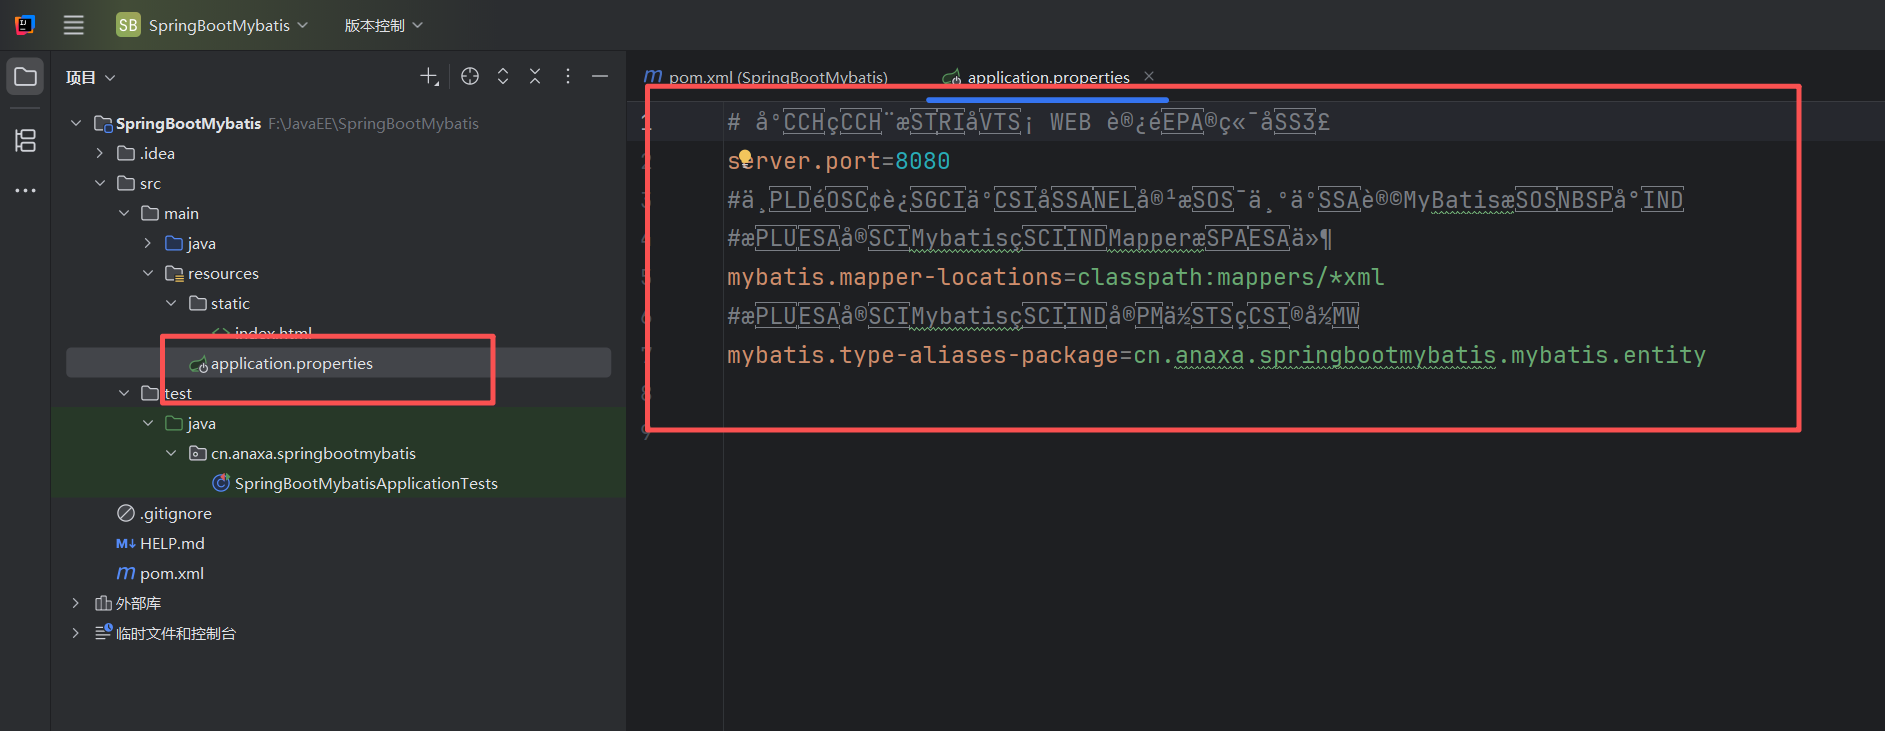 SB SpringBootMybatis 版本控制
项目
SpringBootMybatis F:\JavaEE\SpringBootMybatis
.idea
src
main
java
resources
static
index.html
application.properties
test
java
cn.anaxa.springbootmybatis
SpringBootMybatisApplicationTests
.gitignore
HELP.md
pom.xml
外部库
临时文件和控制台
pom.xml (SpringBootMybatis) application.properties
1 # åºCCHçCCH¨æSTRIåVTS¡ WEB è®¿éEPA®ç«¯åSS3£
2 server.port=8080
3 #ä¸PLDéOSC¢è¿SGCIäºCSIåSSANELå®¹æSOS¯ä¸ºäºSSAè®©MyBatisæSOSNBSPå°IND
4 #æPLUESAå®SCIMybatisçSCIINDMapperæSPAESAä»¶
5 mybatis.mapper-locations=classpath:mappers/*xml
6 #æPLUESAå®SCIMybatisçSCIINDå®PMä½STSçCSI®å½MW
7 mybatis.type-aliases-package=cn.anaxa.springbootmybatis.mybatis.entity
8
9